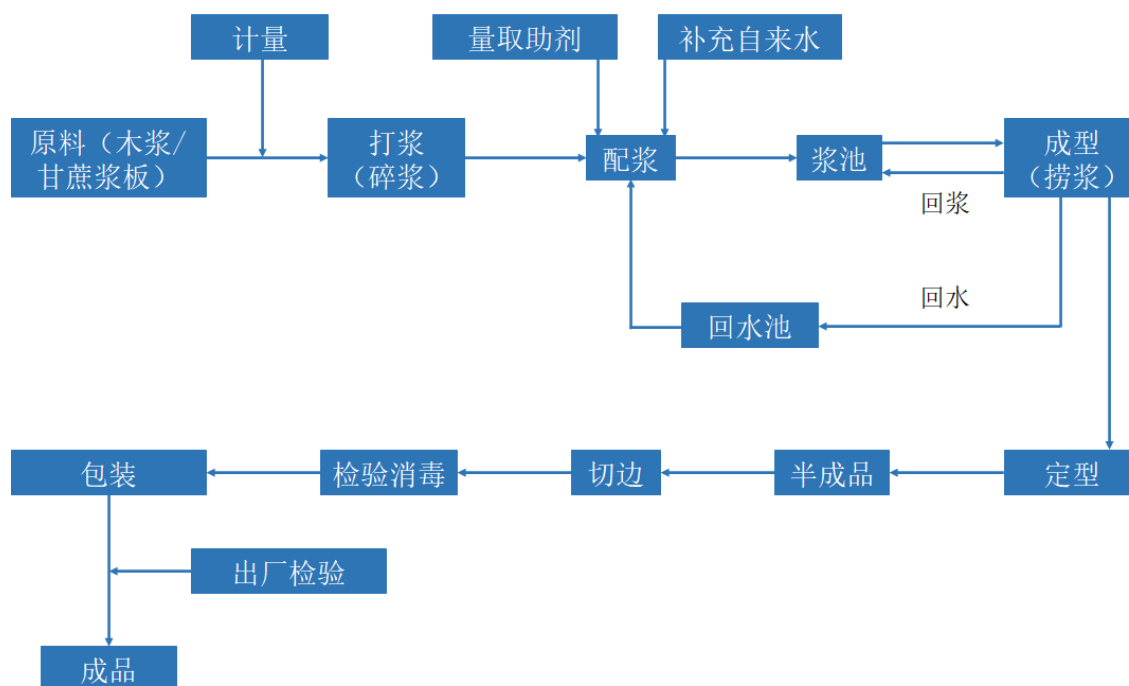 计量
量取助剂
补充自来水
原料（木浆/
甘蔗浆板）
打浆
（碎浆）
配浆
浆池
成型
（捞浆）
回浆
回水
回水池
包装
检验消毒
切边
半成品
定型
出厂检验
成品